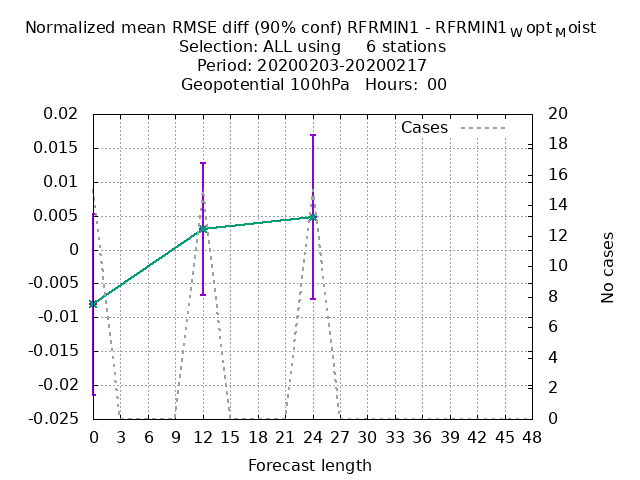 Normalized mean RMSE diff (90% conf) RFRMIN1 - RFRMIN1WoptMoist
Selection: ALL using 6 stations
Period: 20200203-20200217
Geopotential 100hPa Hours: 00
Cases
0.02
0.015
0.01
0.005
0
-0.005
-0.01
-0.015
-0.02
-0.025
20
18
16
14
12
10
8
6
4
2
0
No cases
0 3 6 9 12 15 18 21 24 27 30 33 36 39 42 45 48
Forecast length